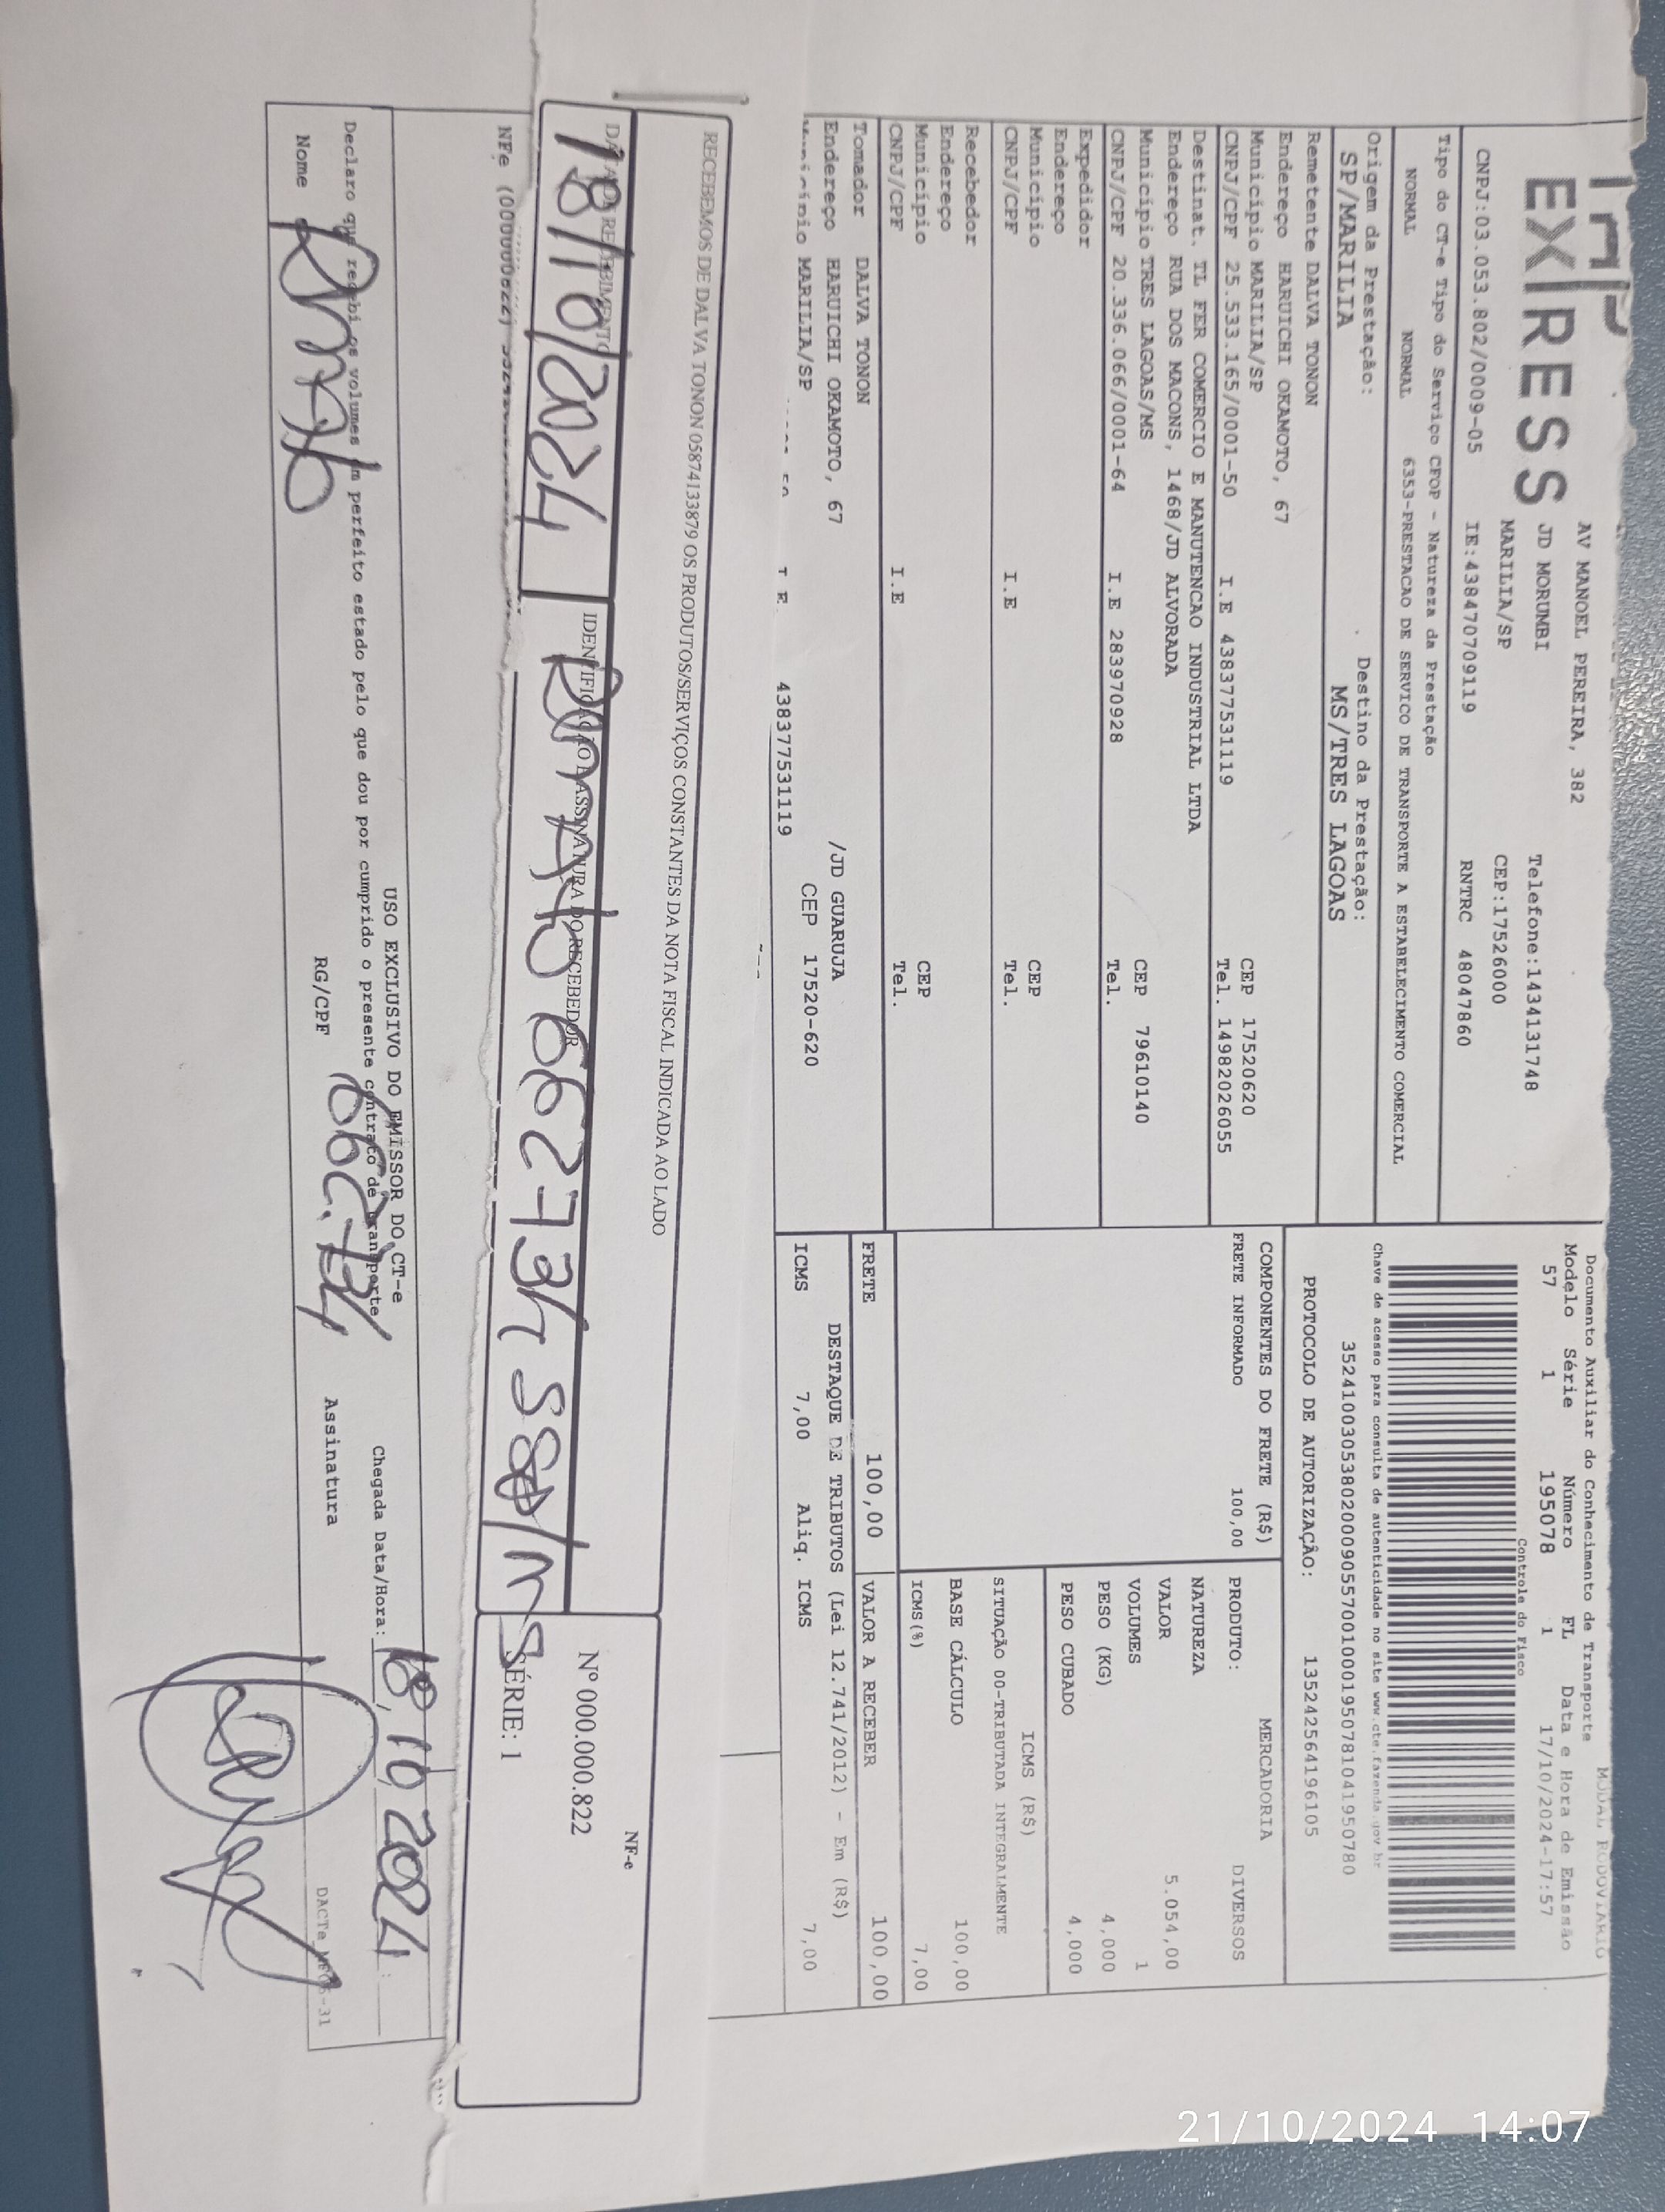 EXPRESS
AV MANOEL PEREIRA, 382
JD MORUMBI
Telefone:1434131748
MARILIA/SP
CEP:17526000
CNPJ:03.053.802/0009-05
IE:438470709119
RNTRC 48047860
Tipo do CT-e Tipo do Serviço CFOP - Natureza da Prestação
NORMAL NORMAL 6353-PRESTACAO DE SERVICO DE TRANSPORTE A ESTABELECIMENTO COMERCIAL
Origem da Prestação: Destino da Prestação:
SP/MARILIA MS/TRES LAGOAS
Remetente DALVA TONON
Endereço HARUICHI OKAMOTO, 67
Município MARILIA/SP CEP 17520620
CNPJ/CPF 25.533.165/0001-50 I.E 438377531119 Tel. 14982026055
Destinat. TL FER COMERCIO E MANUTENCAO INDUSTRIAL LTDA
Endereço RUA DOS MACONS, 1468/JD ALVORADA
Município TRES LAGOAS/MS CEP 79610140
CNPJ/CPF 20.336.066/0001-64 I.E 283970928 Tel.
Expedidor
Endereço
Município CEP
CNPJ/CPF I.E Tel.
Recebedor
Endereço
Município CEP
CNPJ/CPF I.E Tel.
Tomador DALVA TONON
Endereço HARUICHI OKAMOTO, 67 /JD GUARUJA
MARILIA/SP CEP 17520-620
438377531119
MODAL RODOVIARIO
Documento Auxiliar do Conhecimento de Transporte
Modelo Série Número FL Data e Hora de Emissão
57 1 195078 1 17/10/2024-17:57
Controle do Fisco
Chave de acesso para consulta de autenticidade no site www.cte.fazenda.gov.br
35241003053802000905570010001950781041950780
PROTOCOLO DE AUTORIZAÇÃO: 135242564196105
COMPONENTES DO FRETE (R$)
FRETE INFORMADO 100,00
MERCADORIA
PRODUTO: DIVERSOS
NATUREZA
VALOR 5.054,00
VOLUMES 1
PESO (KG) 4,000
PESO CUBADO 4,000
ICMS (R$)
SITUAÇÃO 00-TRIBUTADA INTEGRALMENTE
BASE CÁLCULO 100,00
ICMS(%) 7,00
FRETE 100,00 VALOR A RECEBER 100,00
DESTAQUE DE TRIBUTOS (Lei 12.741/2012) - Em (R$)
ICMS 7,00 Aliq. ICMS 7,00
RECEBEMOS DE DALVA TONON 05874133879 OS PRODUTOS/SERVIÇOS CONSTANTES DA NOTA FISCAL INDICADA AO LADO
DATA DE RECEBIMENTO
18/10/2024
IDENTIFICAÇÃO E ASSINATURA DO RECEBEDOR
NF-e
Nº 000.000.822
SÉRIE: 1
NFe
USO EXCLUSIVO DO EMISSOR DO CT-e
Declaro que recebi os volumes em perfeito estado pelo que dou por cumprido o presente contrato de transporte
Chegada Data/Hora: 18/10/2024
Nome
RG/CPF
Assinatura
21/10/2024 14:07